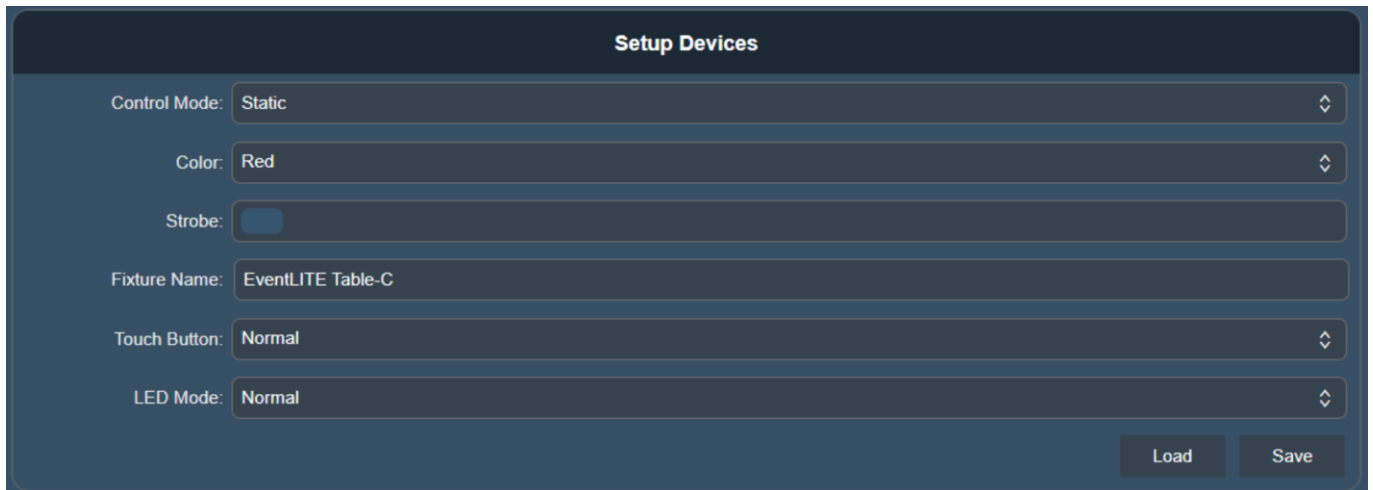 Setup Devices
Control Mode: Static
Color: Red
Strobe:
Fixture Name: EventLITE Table-C
Touch Button: Normal
LED Mode: Normal
Load Save